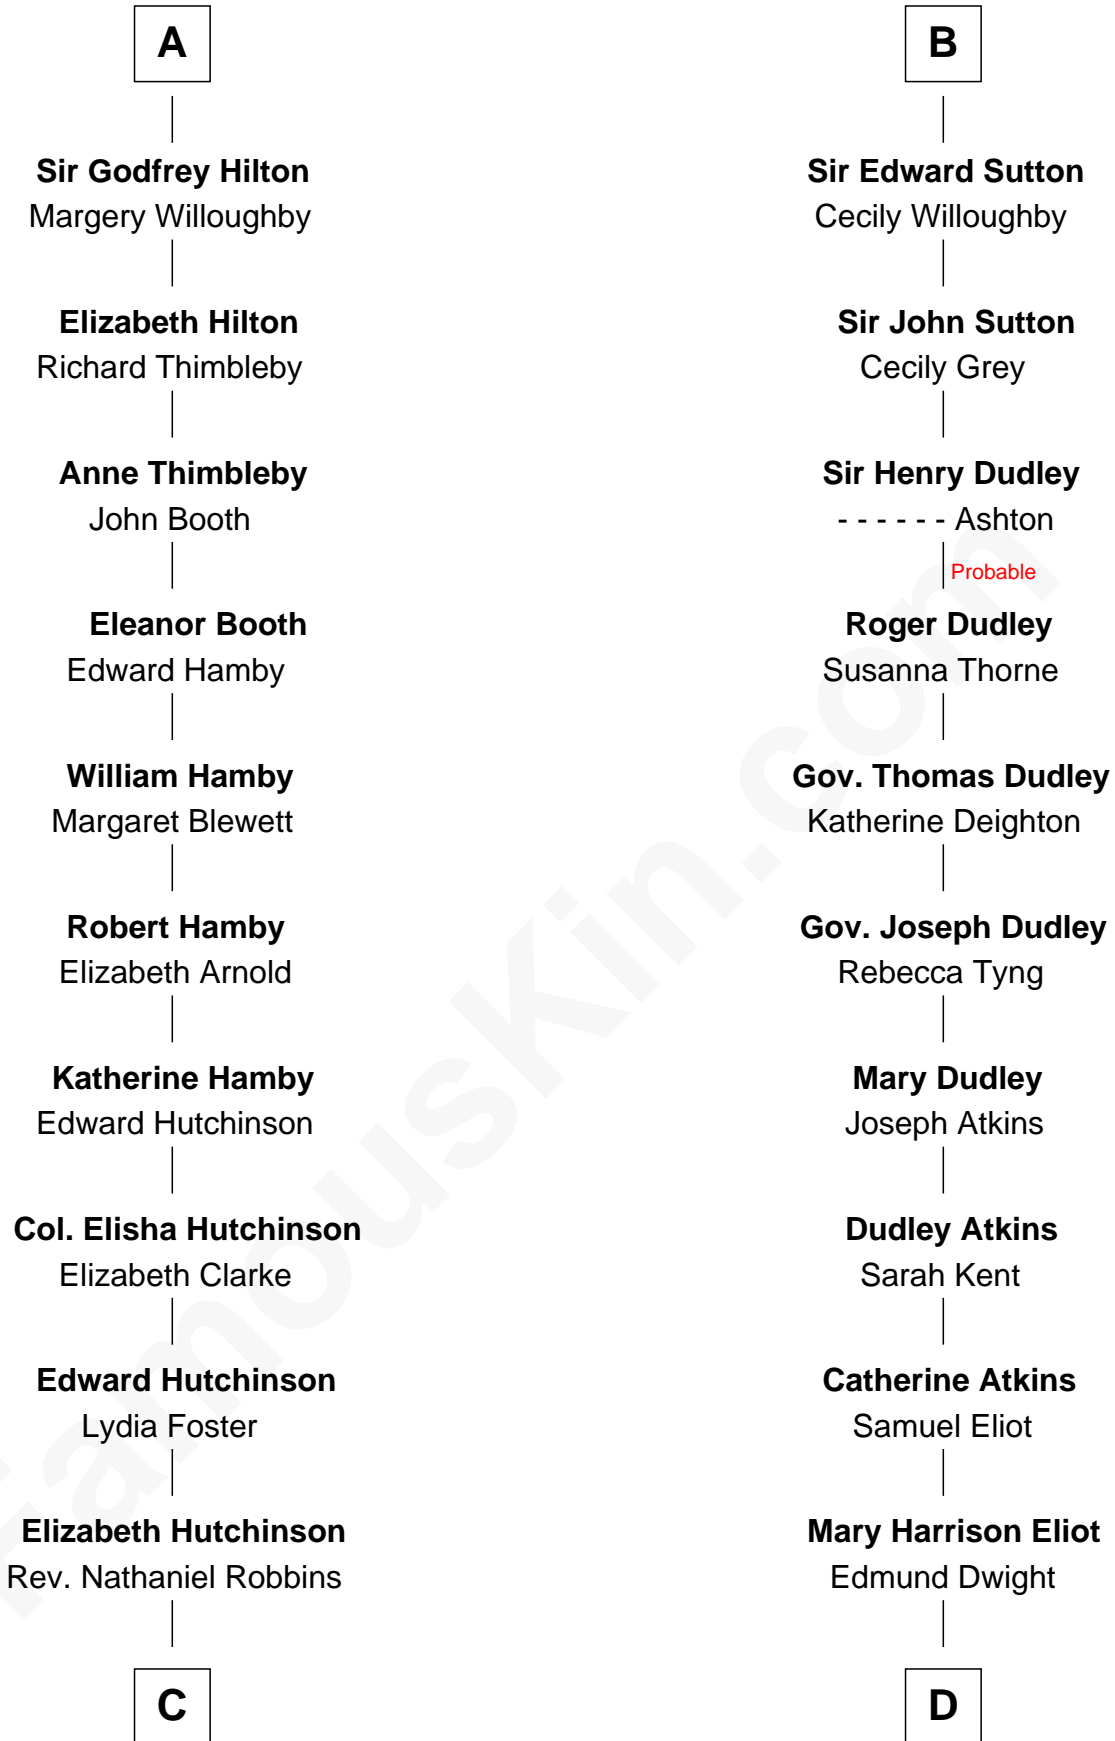 A
Sir Godfrey Hilton
Margery Willoughby
Elizabeth Hilton
Richard Thimbleby
Anne Thimbleby
John Booth
Eleanor Booth
Edward Hamby
William Hamby
Margaret Blewett
Robert Hamby
Elizabeth Arnold
Katherine Hamby
Edward Hutchinson
Col. Elisha Hutchinson
Elizabeth Clarke
Edward Hutchinson
Lydia Foster
Elizabeth Hutchinson
Rev. Nathaniel Robbins
C
B
Sir Edward Sutton
Cecily Willoughby
Sir John Sutton
Cecily Grey
Sir Henry Dudley
- - - - - - Ashton
Probable
Roger Dudley
Susanna Thorne
Gov. Thomas Dudley
Katherine Deighton
Gov. Joseph Dudley
Rebecca Tyng
Mary Dudley
Joseph Atkins
Dudley Atkins
Sarah Kent
Catherine Atkins
Samuel Eliot
Mary Harrison Eliot
Edmund Dwight
D
FamousKin.com